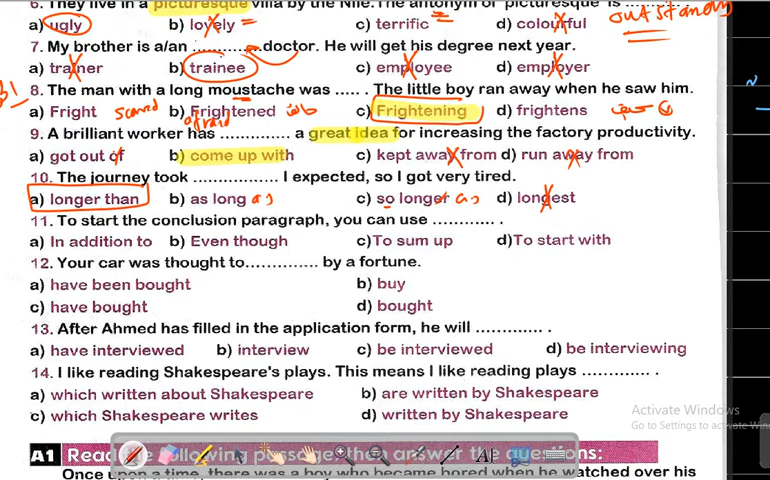 6. They live in a picturesque villa by the Nile. The antonym of picturesque is ............
outstanding
a) ugly b) lovely = c) terrific = d) colourful
7. My brother is a/an ............ doctor. He will get his degree next year.
a) trainer b) trainee c) employee d) employer
8. The man with a long moustache was ..... . The little boy ran away when he saw him.
a) Fright scared b) Frightened خائف c) Frightening d) frightens
afraid
9. A brilliant worker has ............. a great idea for increasing the factory productivity.
a) got out of b) come up with c) kept away from d) run away from
10. The journey took ................ I expected, so I got very tired.
a) longer than b) as long as c) so longer as d) longest
11. To start the conclusion paragraph, you can use ............ .
a) In addition to b) Even though c)To sum up d)To start with
12. Your car was thought to.............. by a fortune.
a) have been bought b) buy
c) have bought d) bought
13. After Ahmed has filled in the application form, he will ............ .
a) have interviewed b) interview c) be interviewed d) be interviewing
14. I like reading Shakespeare's plays. This means I like reading plays ............ .
a) which written about Shakespeare b) are written by Shakespeare
c) which Shakespeare writes d) written by Shakespeare
Activate Windows
Go to Settings to activate Win
A1 Read the following passage then answer the questions:
Once upon a time, there was a boy who became bored when he watched over his